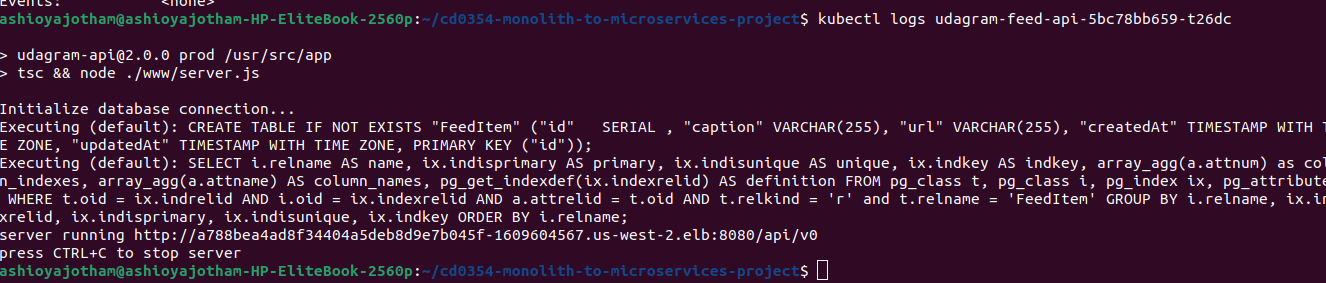 Events:            <none>
ashioyajotham@ashioyajotham-HP-EliteBook-2560p:~/cd0354-monolith-to-microservices-project$ kubectl logs udagram-feed-api-5bc78bb659-t26dc
> udagram-api@2.0.0 prod /usr/src/app
> tsc && node ./www/server.js
Initialize database connection...
Executing (default): CREATE TABLE IF NOT EXISTS "FeedItem" ("id"   SERIAL , "caption" VARCHAR(255), "url" VARCHAR(255), "createdAt" TIMESTAMP WITH T
E ZONE, "updatedAt" TIMESTAMP WITH TIME ZONE, PRIMARY KEY ("id"));
Executing (default): SELECT i.relname AS name, ix.indisprimary AS primary, ix.indisunique AS unique, ix.indkey AS indkey, array_agg(a.attnum) as col
n_indexes, array_agg(a.attname) AS column_names, pg_get_indexdef(ix.indexrelid) AS definition FROM pg_class t, pg_class i, pg_index ix, pg_attribute
WHERE t.oid = ix.indrelid AND i.oid = ix.indexrelid AND a.attrelid = t.oid AND t.relkind = 'r' and t.relname = 'FeedItem' GROUP BY i.relname, ix.in
xrelid, ix.indisprimary, ix.indisunique, ix.indkey ORDER BY i.relname;
server running http://a788bea4ad8f34404a5deb8d9e7b045f-1609604567.us-west-2.elb:8080/api/v0
press CTRL+C to stop server
ashioyajotham@ashioyajotham-HP-EliteBook-2560p:~/cd0354-monolith-to-microservices-project$